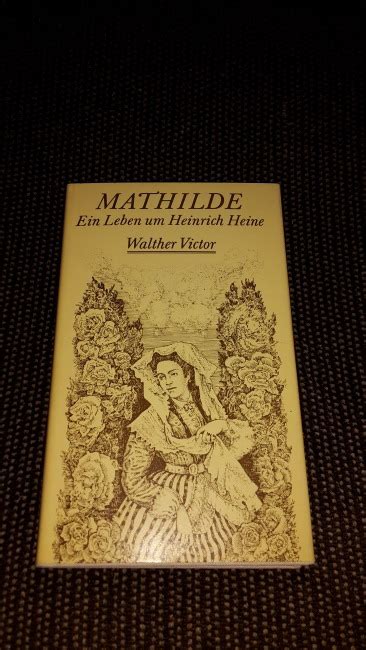 MATHILDE
Ein Leben um Heinrich Heine
Walther Victor